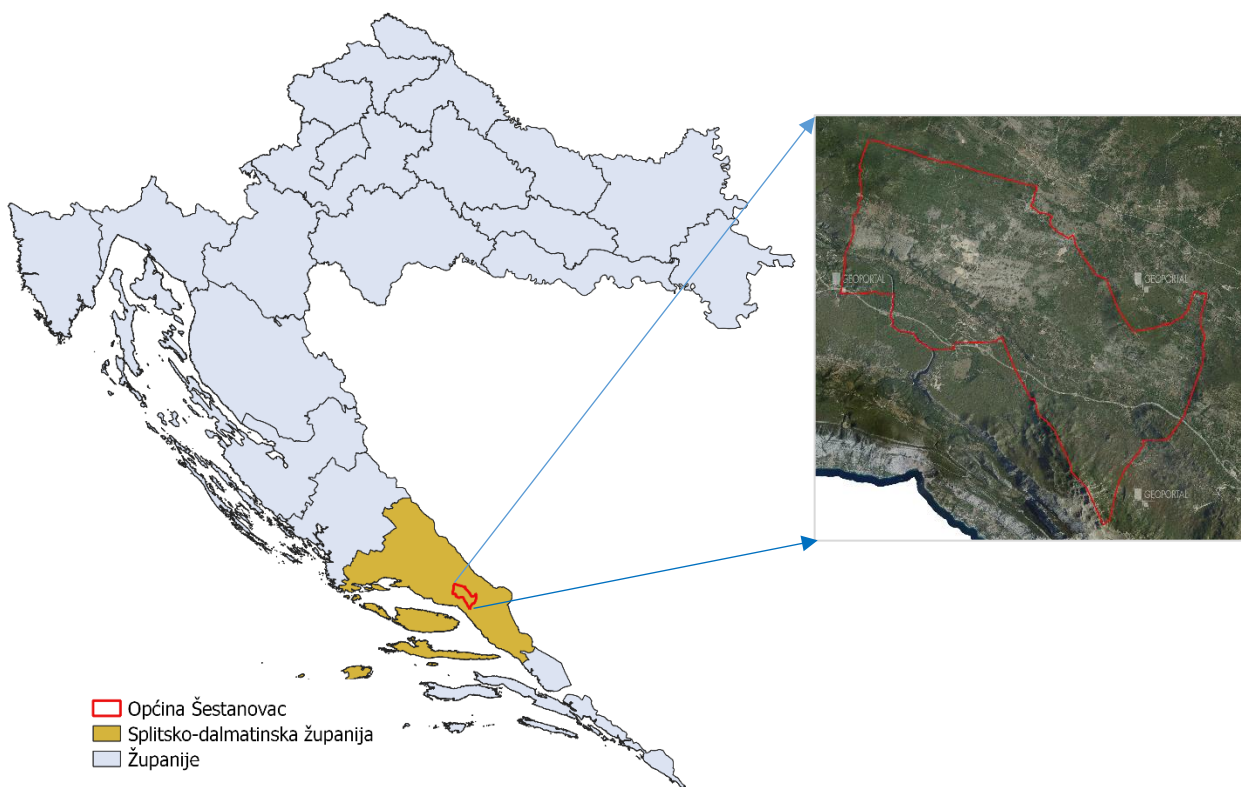 GEOPORTAL
GEOPORTAL
GEOPORTAL
Općina Šestanovac
Splitsko-dalmatinska županija
Županije